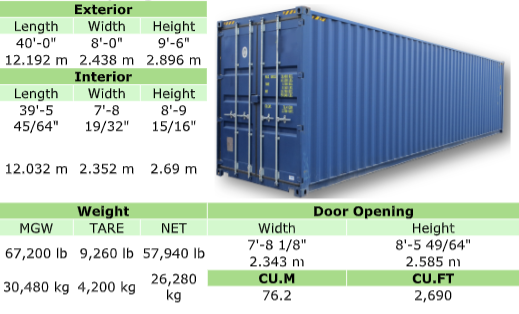 Exterior
Length Width Height
40'-0" 8'-0" 9'-6"
12.192 m 2.438 m 2.896 m
Interior
Length Width Height
39'-5 7'-8 8'-9
45/64" 19/32" 15/16"
12.032 m 2.352 m 2.69 m
Weight Door Opening
MGW TARE NET Width Height
67,200 lb 9,260 lb 57,940 lb 7'-8 1/8" 8'-5 49/64"
2.343 m 2.585 m
30,480 kg 4,200 kg 26,280 kg CU.M CU.FT
76.2 2,690